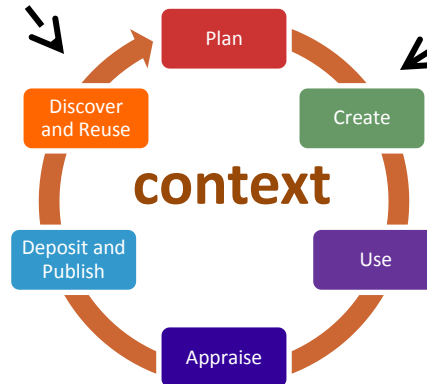 Plan
Discover
and Reuse
Create
context
Deposit and
Publish
Use
Appraise